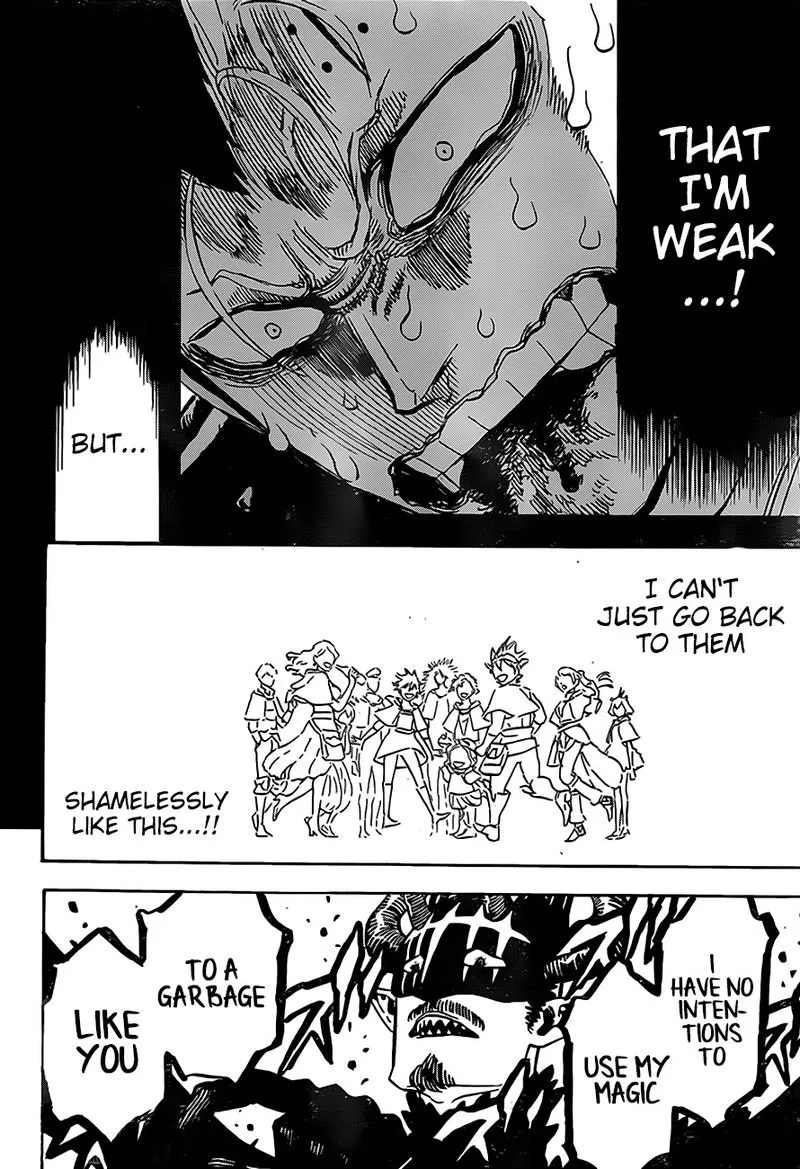 THAT
I'M
WEAK
...!
BUT...
I CAN'T
JUST GO BACK
TO THEM
SHAMELESSLY
LIKE THIS...!!
I
HAVE NO
INTEN-
TIONS
TO
USE MY
MAGIC
TO A
GARBAGE
LIKE
YOU